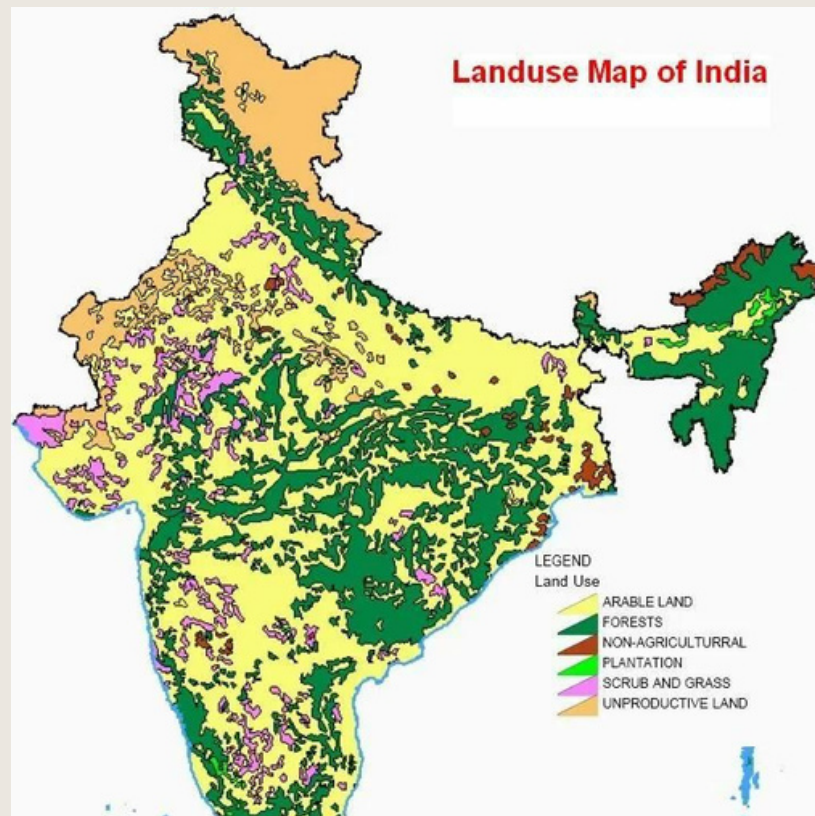 Landuse Map of India
LEGEND
Land Use
ARABLE LAND
FORESTS
NON-AGRICULTURRAL
PLANTATION
SCRUB AND GRASS
UNPRODUCTIVE LAND